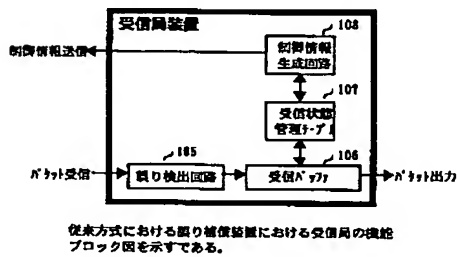 受信局装置
108
制御情報送信
制御情報
生成回路
107
受信状態
管理テーブル
105
106
パケット受信
誤り検出回路
受信バッファ
パケット出力
従来方式における誤り補償装置における受信局の機能
ブロック図を示すである。